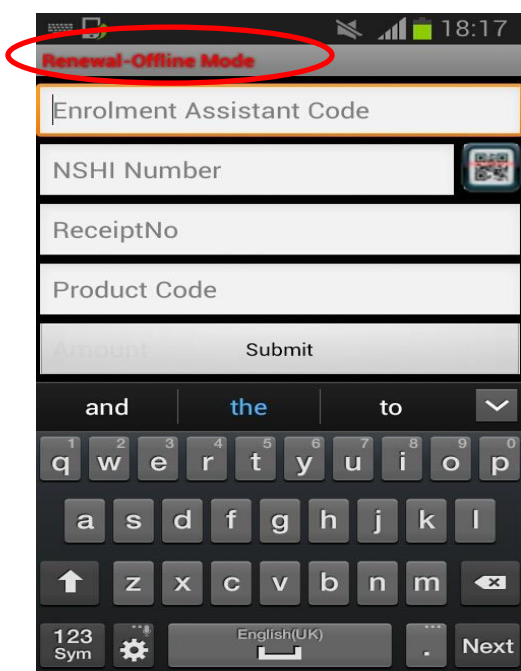 18:17
Renewal-Offline Mode
Enrolment Assistant Code
NSHI Number
ReceiptNo
Product Code
Amount
Submit
and the to
1 2 3 4 5 6 7 8 9 0
q w e r t y u i o p
a s d f g h j k l
z x c v b n m
123 Sym English(UK) . Next